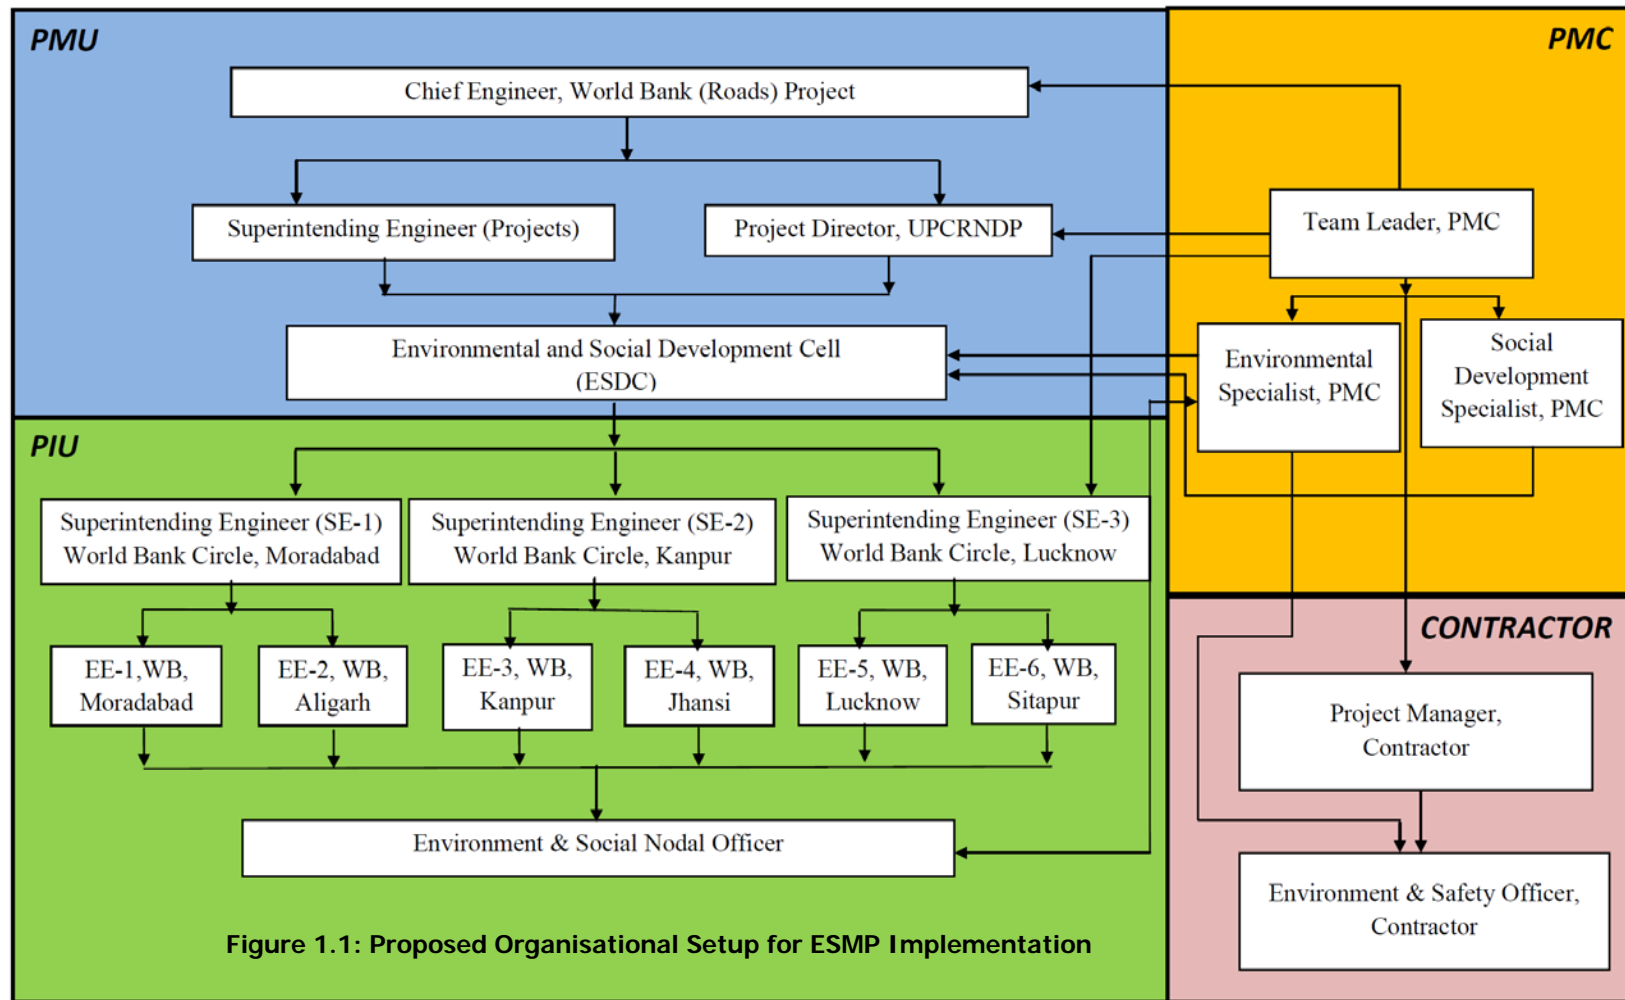 PMU
PMC
Chief Engineer, World Bank (Roads) Project
Superintending Engineer (Projects)
Project Director, UPCRNDP
Team Leader, PMC
Environmental and Social Development Cell
(ESDC)
Environmental
Specialist, PMC
Social
Development
Specialist, PMC
PIU
Superintending Engineer (SE-1)
World Bank Circle, Moradabad
Superintending Engineer (SE-2)
World Bank Circle, Kanpur
Superintending Engineer (SE-3)
World Bank Circle, Lucknow
EE-1,WB,
Moradabad
EE-2, WB,
Aligarh
EE-3, WB,
Kanpur
EE-4, WB,
Jhansi
EE-5, WB,
Lucknow
EE-6, WB,
Sitapur
Environment & Social Nodal Officer
CONTRACTOR
Project Manager,
Contractor
Environment & Safety Officer,
Contractor
Figure 1.1: Proposed Organisational Setup for ESMP Implementation